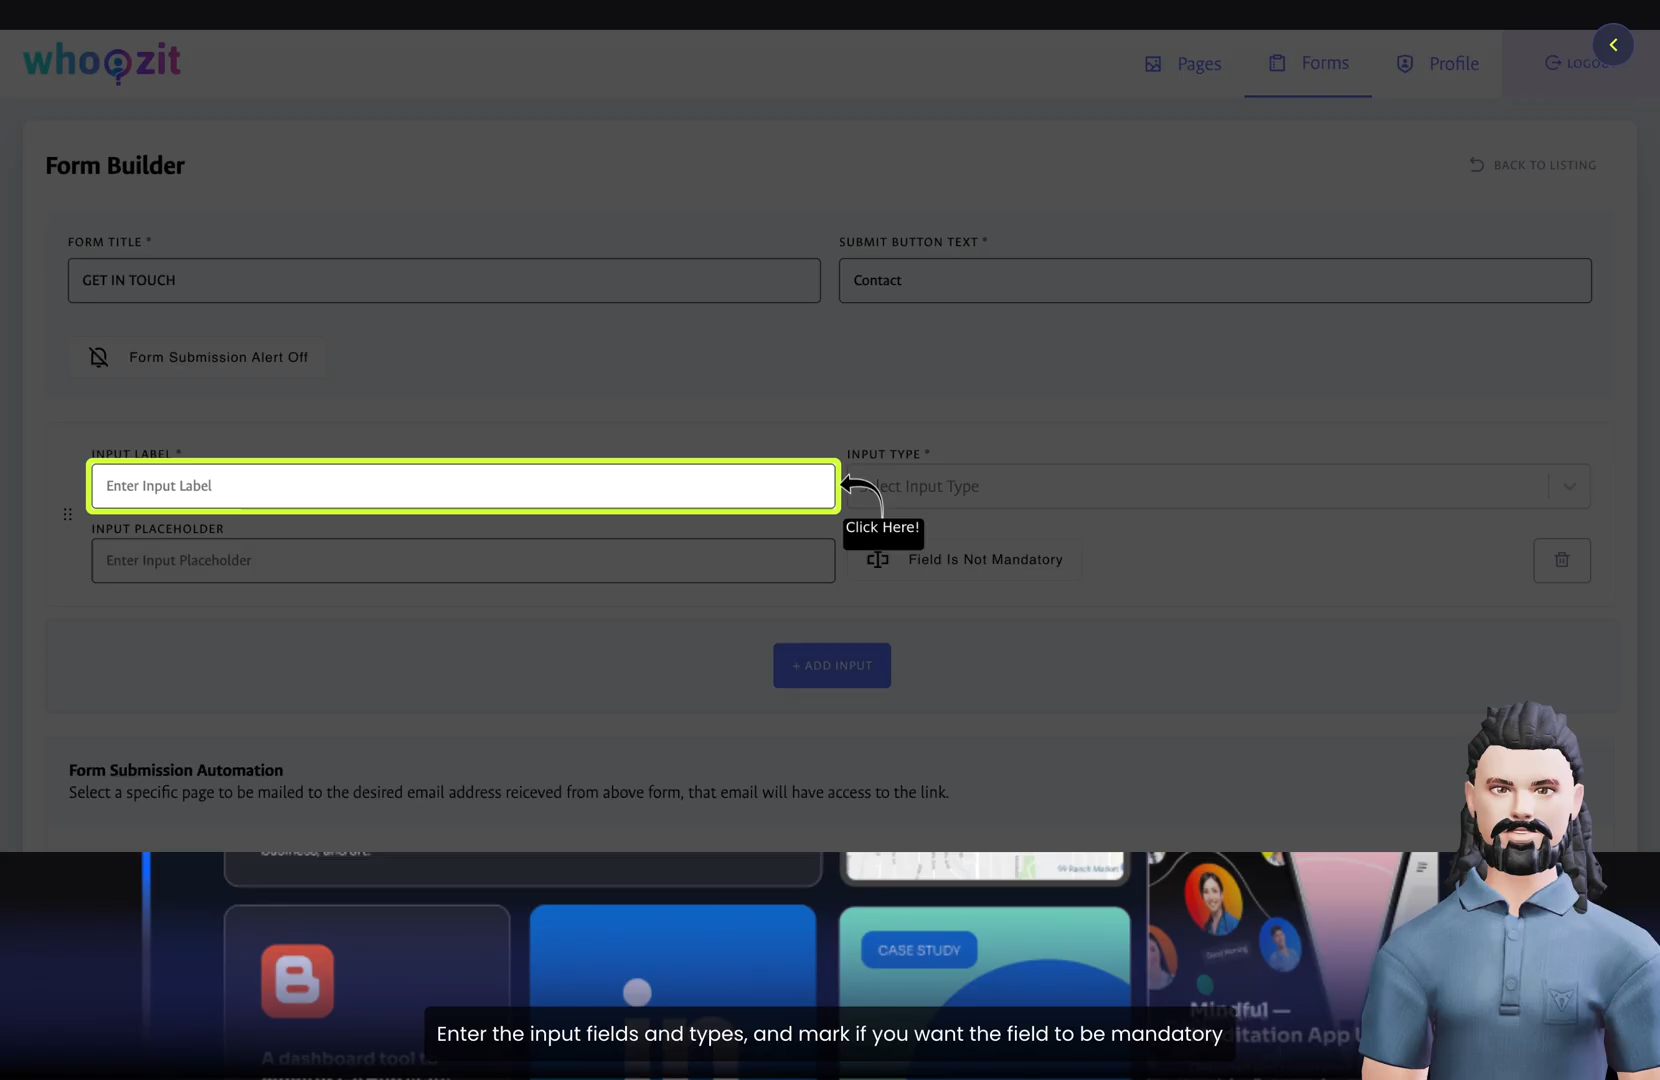 whoozit
Pages
Forms
Profile
Form Builder
BACK TO LISTING
FORM TITLE *
SUBMIT BUTTON TEXT *
GET IN TOUCH
Contact
Form Submission Alert Off
INPUT LABEL *
INPUT TYPE *
Enter Input Label
Input Type
Click Here!
INPUT PLACEHOLDER
Enter Input Placeholder
Field Is Not Mandatory
+ ADD INPUT
Form Submission Automation
Select a specific page to be mailed to the desired email address reiceved from above form, that email will have access to the link.
CASE STUDY
Good Morning
Mindful —
App
A dashboard tool to
Enter the input fields and types, and mark if you want the field to be mandatory